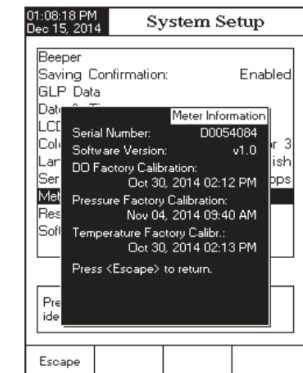 01:08:18 PM
Dec 15, 2014
System Setup
Beeper
Saving Confirmation: Enabled
GLP Data
Meter Information
Serial Number: D0054084
Software Version: v1.0
DO Factory Calibration:
Oct 30, 2014 02:12 PM
Pressure Factory Calibration:
Nov 04, 2014 09:40 AM
Temperature Factory Calibr.:
Oct 30, 2014 02:13 PM
Press <Escape> to return.
Escape